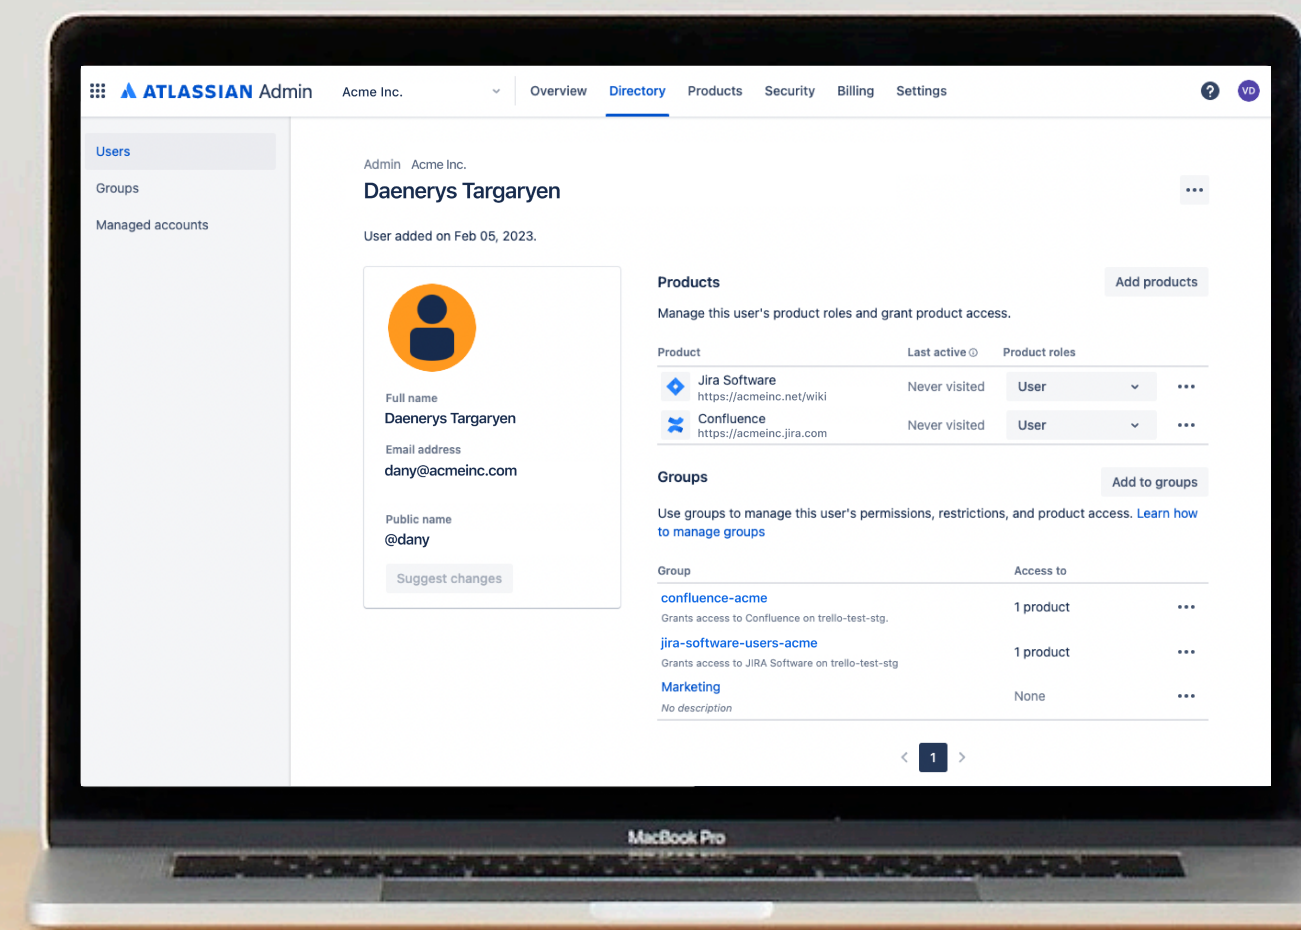 ATLASSIAN Admin
Acme Inc.
Overview
Directory
Products
Security
Billing
Settings
?
VD
Users
Groups
Managed accounts
Admin Acme Inc.
Daenerys Targaryen
User added on Feb 05, 2023.
Full name
Daenerys Targaryen
Email address
dany@acmeinc.com
Public name
@dany
Suggest changes
Products
Add products
Manage this user's product roles and grant product access.
Product
Last active
Product roles
Jira Software
https://acmeinc.net/wiki
Never visited
User
Confluence
https://acmeinc.jira.com
Never visited
User
Groups
Add to groups
Use groups to manage this user's permissions, restrictions, and product access. Learn how
to manage groups
Group
Access to
confluence-acme
Grants access to Confluence on trello-test-stg.
1 product
jira-software-users-acme
Grants access to JIRA Software on trello-test-stg
1 product
Marketing
No description
None
1
MacBook Pro